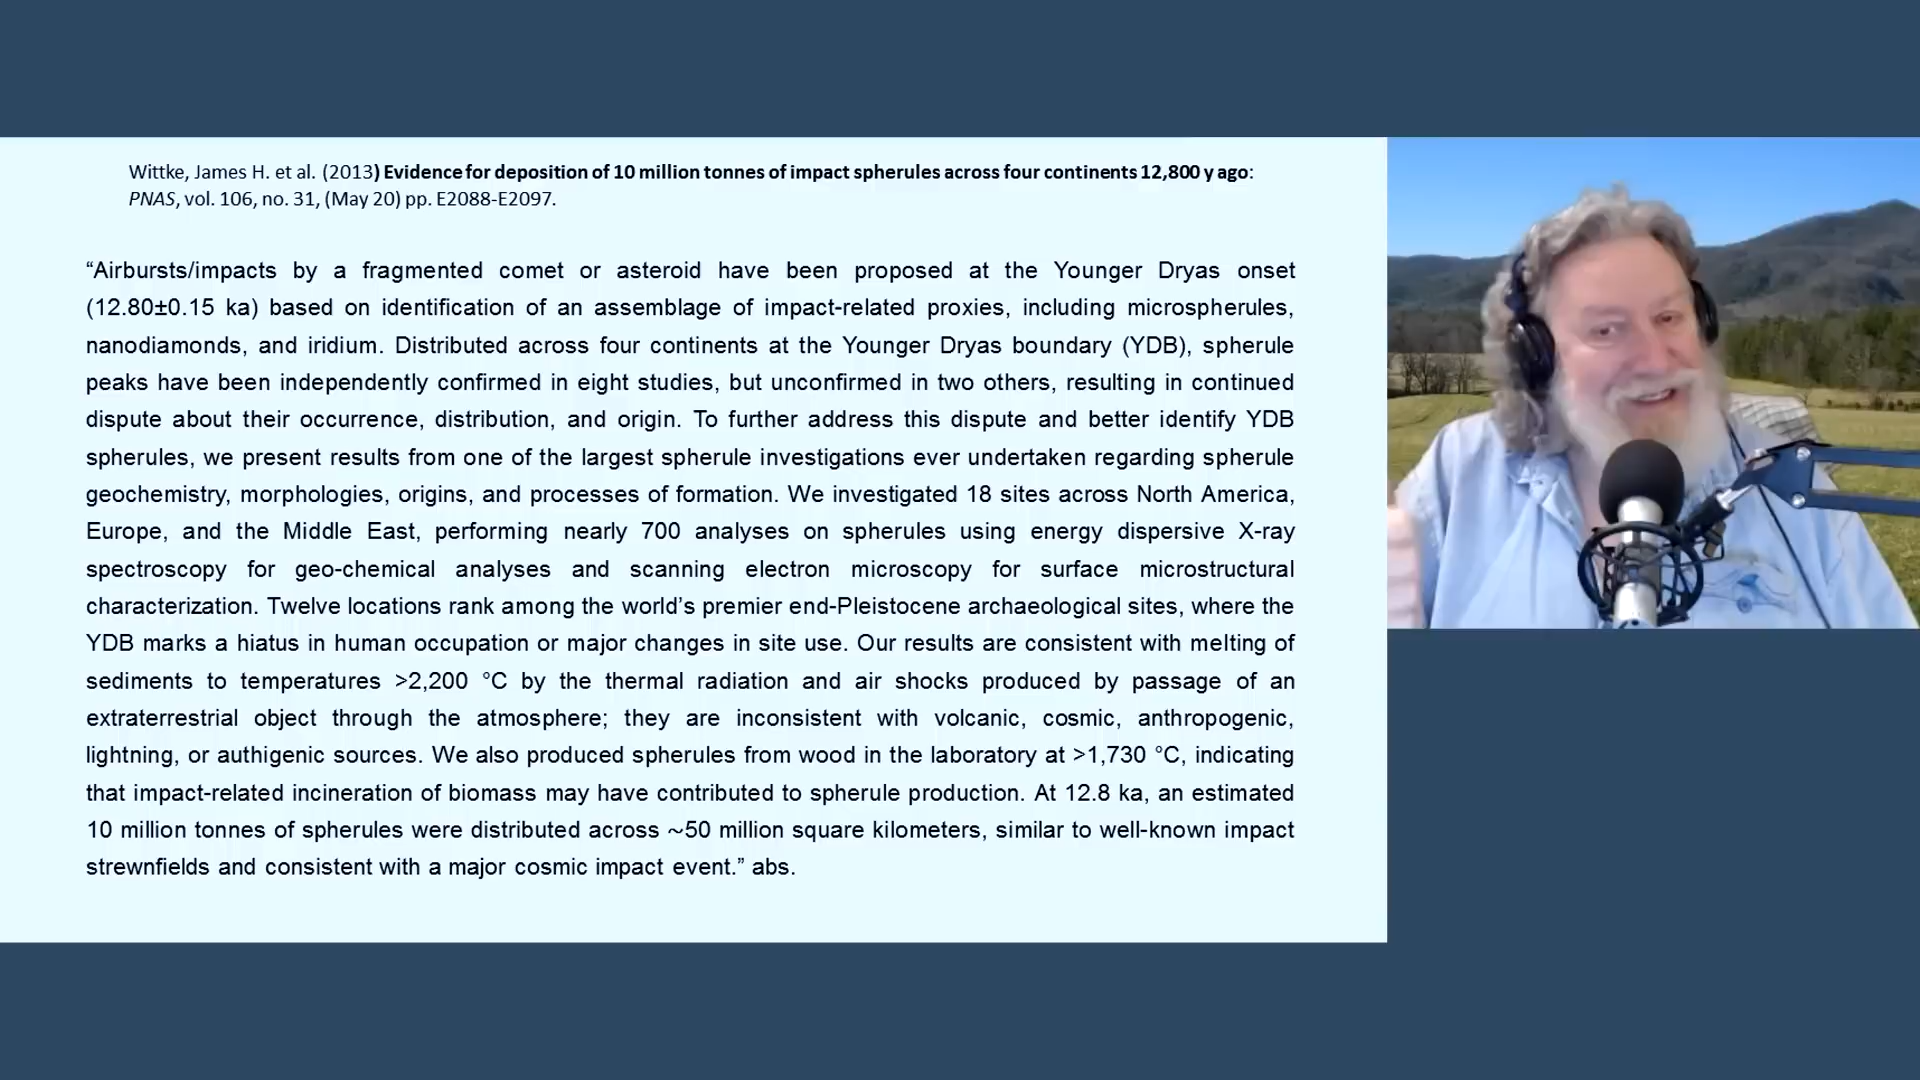 Wittke, James H. et al. (2013) Evidence for deposition of 10 million tonnes of impact spherules across four continents 12,800 y ago:
PNAS, vol. 106, no. 31, (May 20) pp. E2088-E2097.
“Airbursts/impacts by a fragmented comet or asteroid have been proposed at the Younger Dryas onset
(12.80±0.15 ka) based on identification of an assemblage of impact-related proxies, including microspherules,
nanodiamonds, and iridium. Distributed across four continents at the Younger Dryas boundary (YDB), spherule
peaks have been independently confirmed in eight studies, but unconfirmed in two others, resulting in continued
dispute about their occurrence, distribution, and origin. To further address this dispute and better identify YDB
spherules, we present results from one of the largest spherule investigations ever undertaken regarding spherule
geochemistry, morphologies, origins, and processes of formation. We investigated 18 sites across North America,
Europe, and the Middle East, performing nearly 700 analyses on spherules using energy dispersive X-ray
spectroscopy for geo-chemical analyses and scanning electron microscopy for surface microstructural
characterization. Twelve locations rank among the world’s premier end-Pleistocene archaeological sites, where the
YDB marks a hiatus in human occupation or major changes in site use. Our results are consistent with melting of
sediments to temperatures >2,200 °C by the thermal radiation and air shocks produced by passage of an
extraterrestrial object through the atmosphere; they are inconsistent with volcanic, cosmic, anthropogenic,
lightning, or authigenic sources. We also produced spherules from wood in the laboratory at >1,730 °C, indicating
that impact-related incineration of biomass may have contributed to spherule production. At 12.8 ka, an estimated
10 million tonnes of spherules were distributed across ~50 million square kilometers, similar to well-known impact
strewnfields and consistent with a major cosmic impact event.” abs.